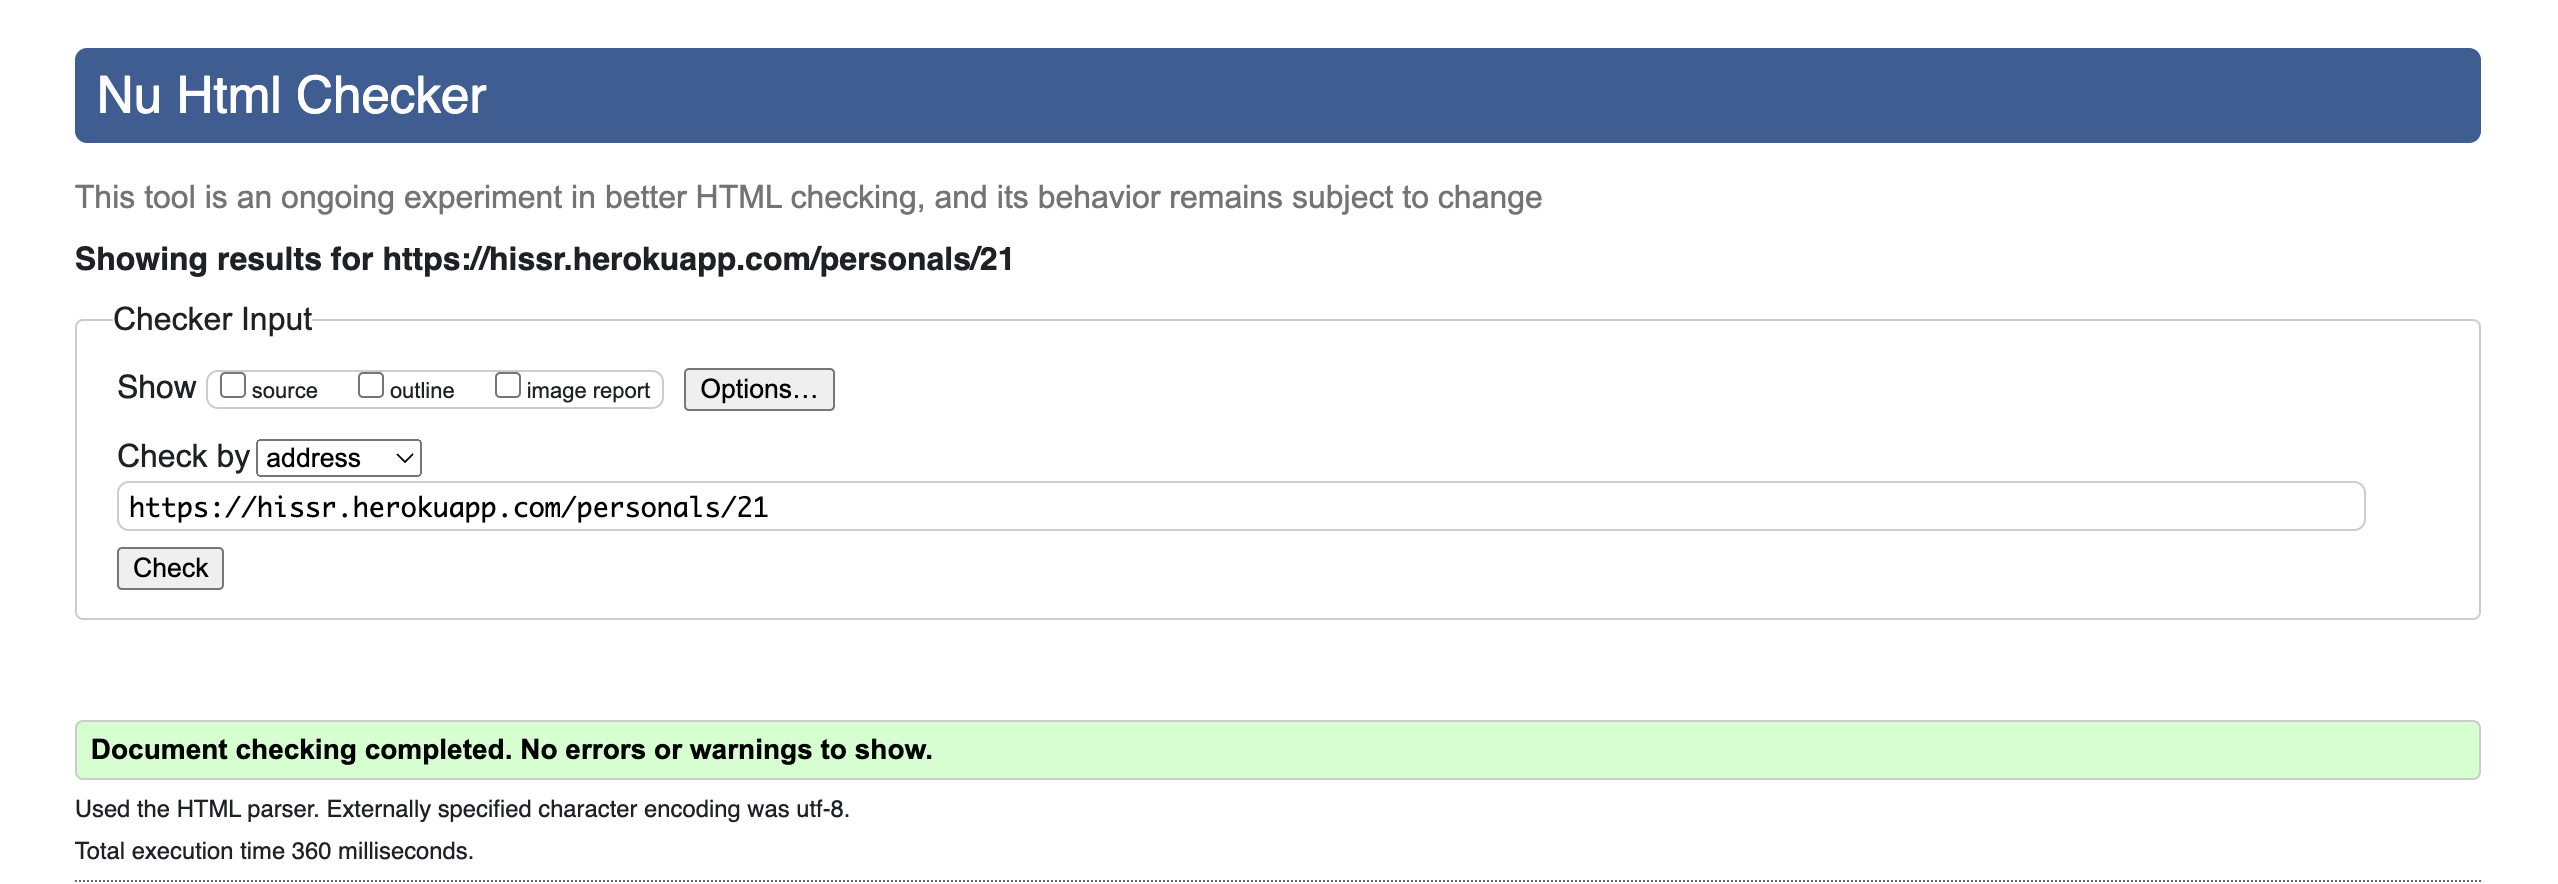 Nu Html Checker
This tool is an ongoing experiment in better HTML checking, and its behavior remains subject to change
Showing results for https://hissr.herokuapp.com/personals/21
Checker Input
Show source outline image report Options...
Check by address
https://hissr.herokuapp.com/personals/21
Check
Document checking completed. No errors or warnings to show.
Used the HTML parser. Externally specified character encoding was utf-8.
Total execution time 360 milliseconds.